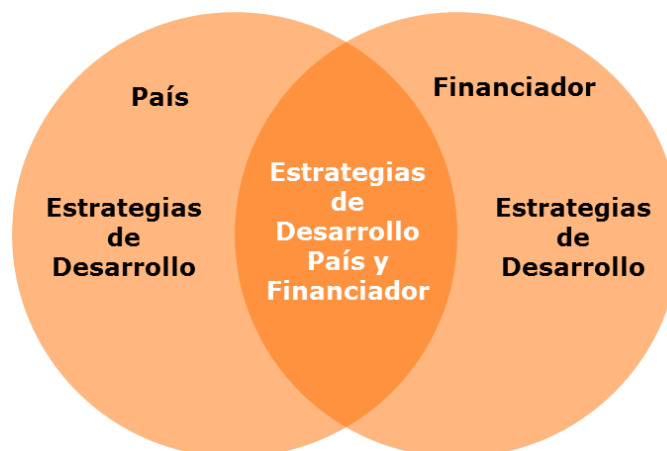 País
Estrategias
de
Desarrollo
Estrategias
de
Desarrollo
País y
Financiador
Financiador
Estrategias
de
Desarrollo